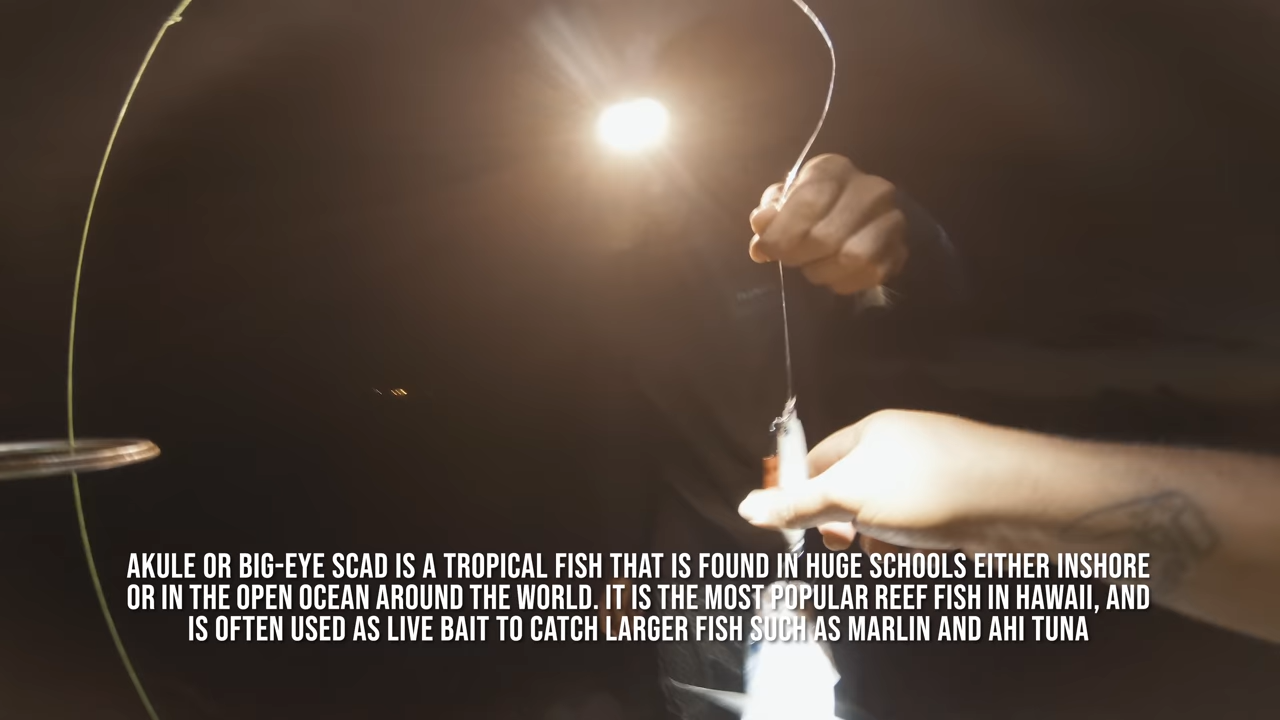 AKULE OR BIG-EYE SCAD IS A TROPICAL FISH THAT IS FOUND IN HUGE SCHOOLS EITHER INSHORE
OR IN THE OPEN OCEAN AROUND THE WORLD. IT IS THE MOST POPULAR REEF FISH IN HAWAII, AND
IS OFTEN USED AS LIVE BAIT TO CATCH LARGER FISH SUCH AS MARLIN AND AHI TUNA